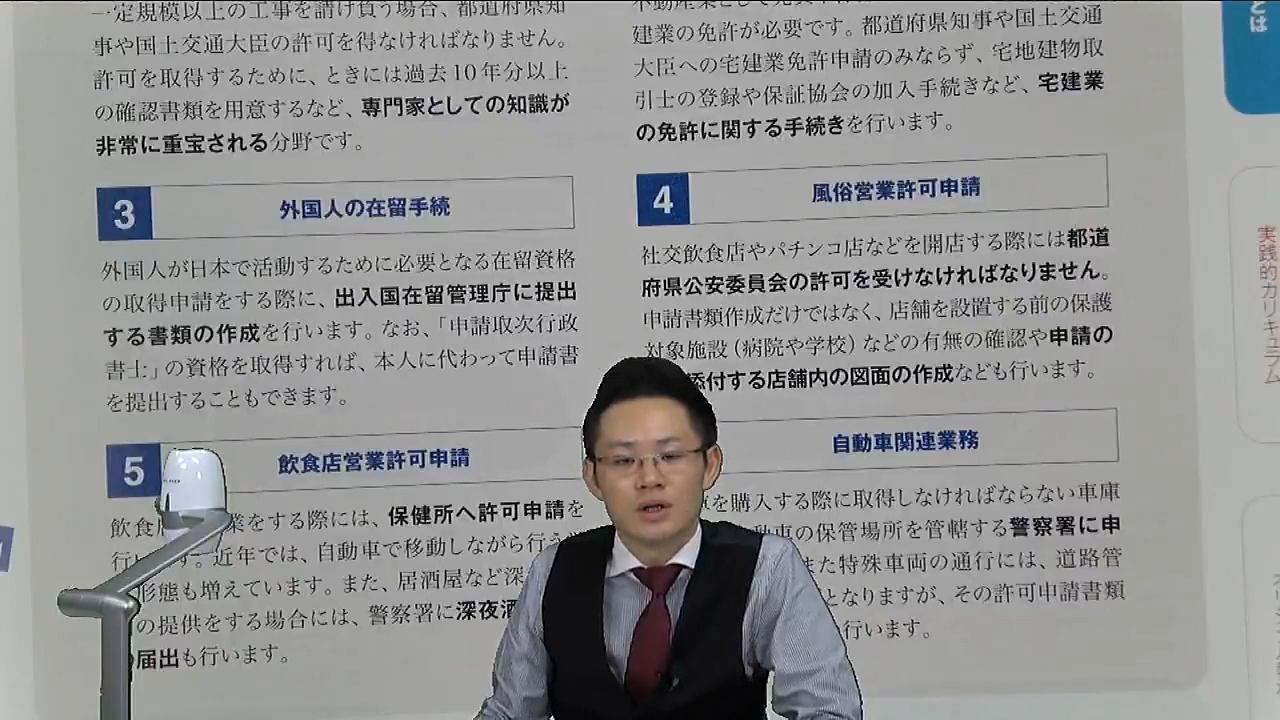 一定規模以上の工事を請け負う場合、都道府県知
事や国土交通大臣の許可を得なければなりません。
許可を取得するために、ときには過去10年分以上
の確認書類を用意するなど、専門家としての知識が
非常に重宝される分野です。
建業の免許が必要です。都道府県知事や国土交通
大臣への宅建業免許申請のみならず、宅地建物取
引士の登録や保証協会の加入手続きなど、宅建業
の免許に関する手続きを行います。
3 外国人の在留手続
外国人が日本で活動するために必要となる在留資格
の取得申請をする際に、出入国在留管理庁に提出
する書類の作成を行います。なお、「申請取次行政
書士」の資格を取得すれば、本人に代わって申請書
を提出することもできます。
4 風俗営業許可申請
社交飲食店やパチンコ店などを開店する際には都道
府県公安委員会の許可を受けなければなりません。
申請書類作成だけではなく、店舗を設置する前の保護
対象施設(病院や学校)などの有無の確認や申請の
添付する店舗内の図面の作成なども行います。
5 飲食店営業許可申請
飲食 業をする際には、保健所へ許可申請を
行い 。近年では、自動車で移動しながら行う
形態も増えています。また、居酒屋など深
の提供をする場合には、警察署に深夜酒
届出も行います。
自動車関連業務
を購入する際に取得しなければならない車庫
動車の保管場所を管轄する警察署に申
また特殊車両の通行には、道路管
となりますが、その許可申請書類
行います。
とは
実践的カリキュラム